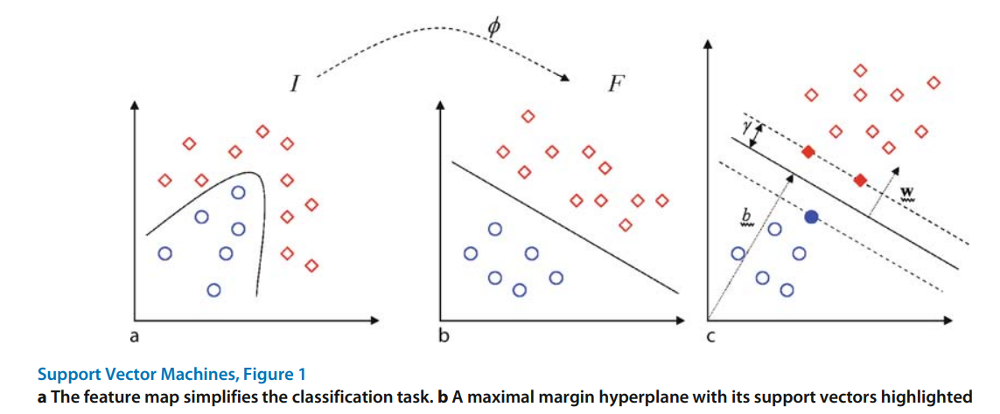 ϕ
I
F
γ
w
b
a
b
c
Support Vector Machines, Figure 1
a The feature map simplifies the classification task. b A maximal margin hyperplane with its support vectors highlighted